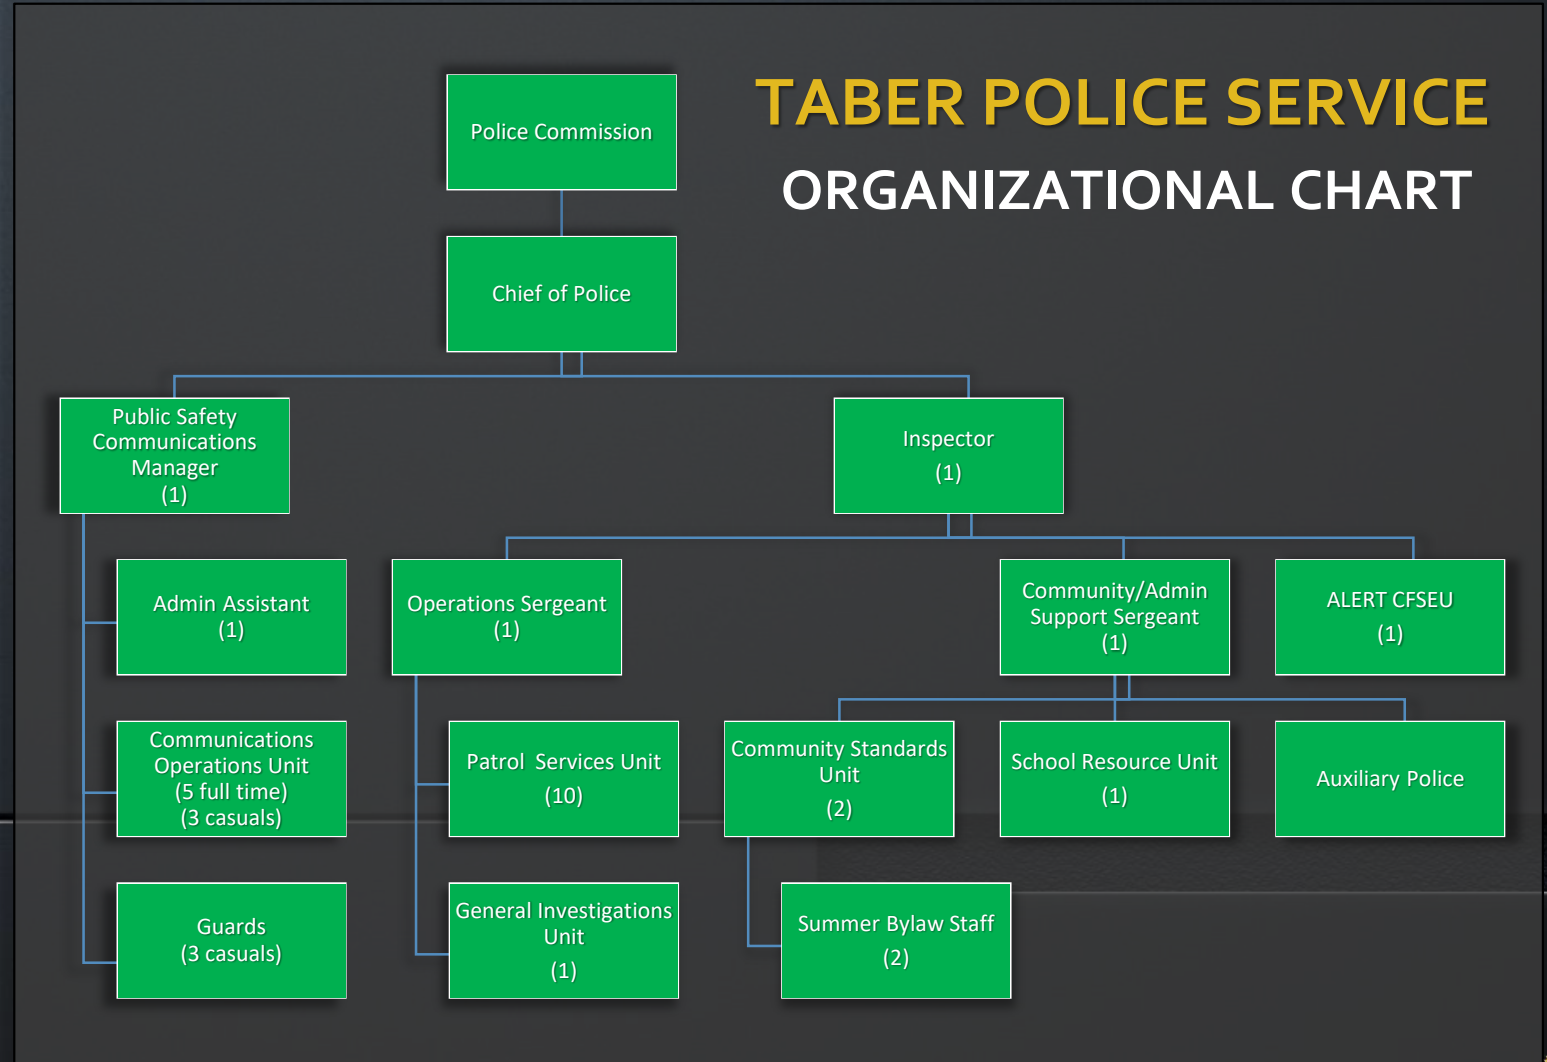 TABER POLICE SERVICE
ORGANIZATIONAL CHART
Police Commission
Chief of Police
Public Safety
Communications
Manager
(1)
Inspector
(1)
Admin Assistant
(1)
Operations Sergeant
(1)
Community/Admin
Support Sergeant
(1)
ALERT CFSEU
(1)
Communications
Operations Unit
(5 full time)
(3 casuals)
Patrol Services Unit
(10)
Community Standards
Unit
(2)
School Resource Unit
(1)
Auxiliary Police
Guards
(3 casuals)
General Investigations
Unit
(1)
Summer Bylaw Staff
(2)